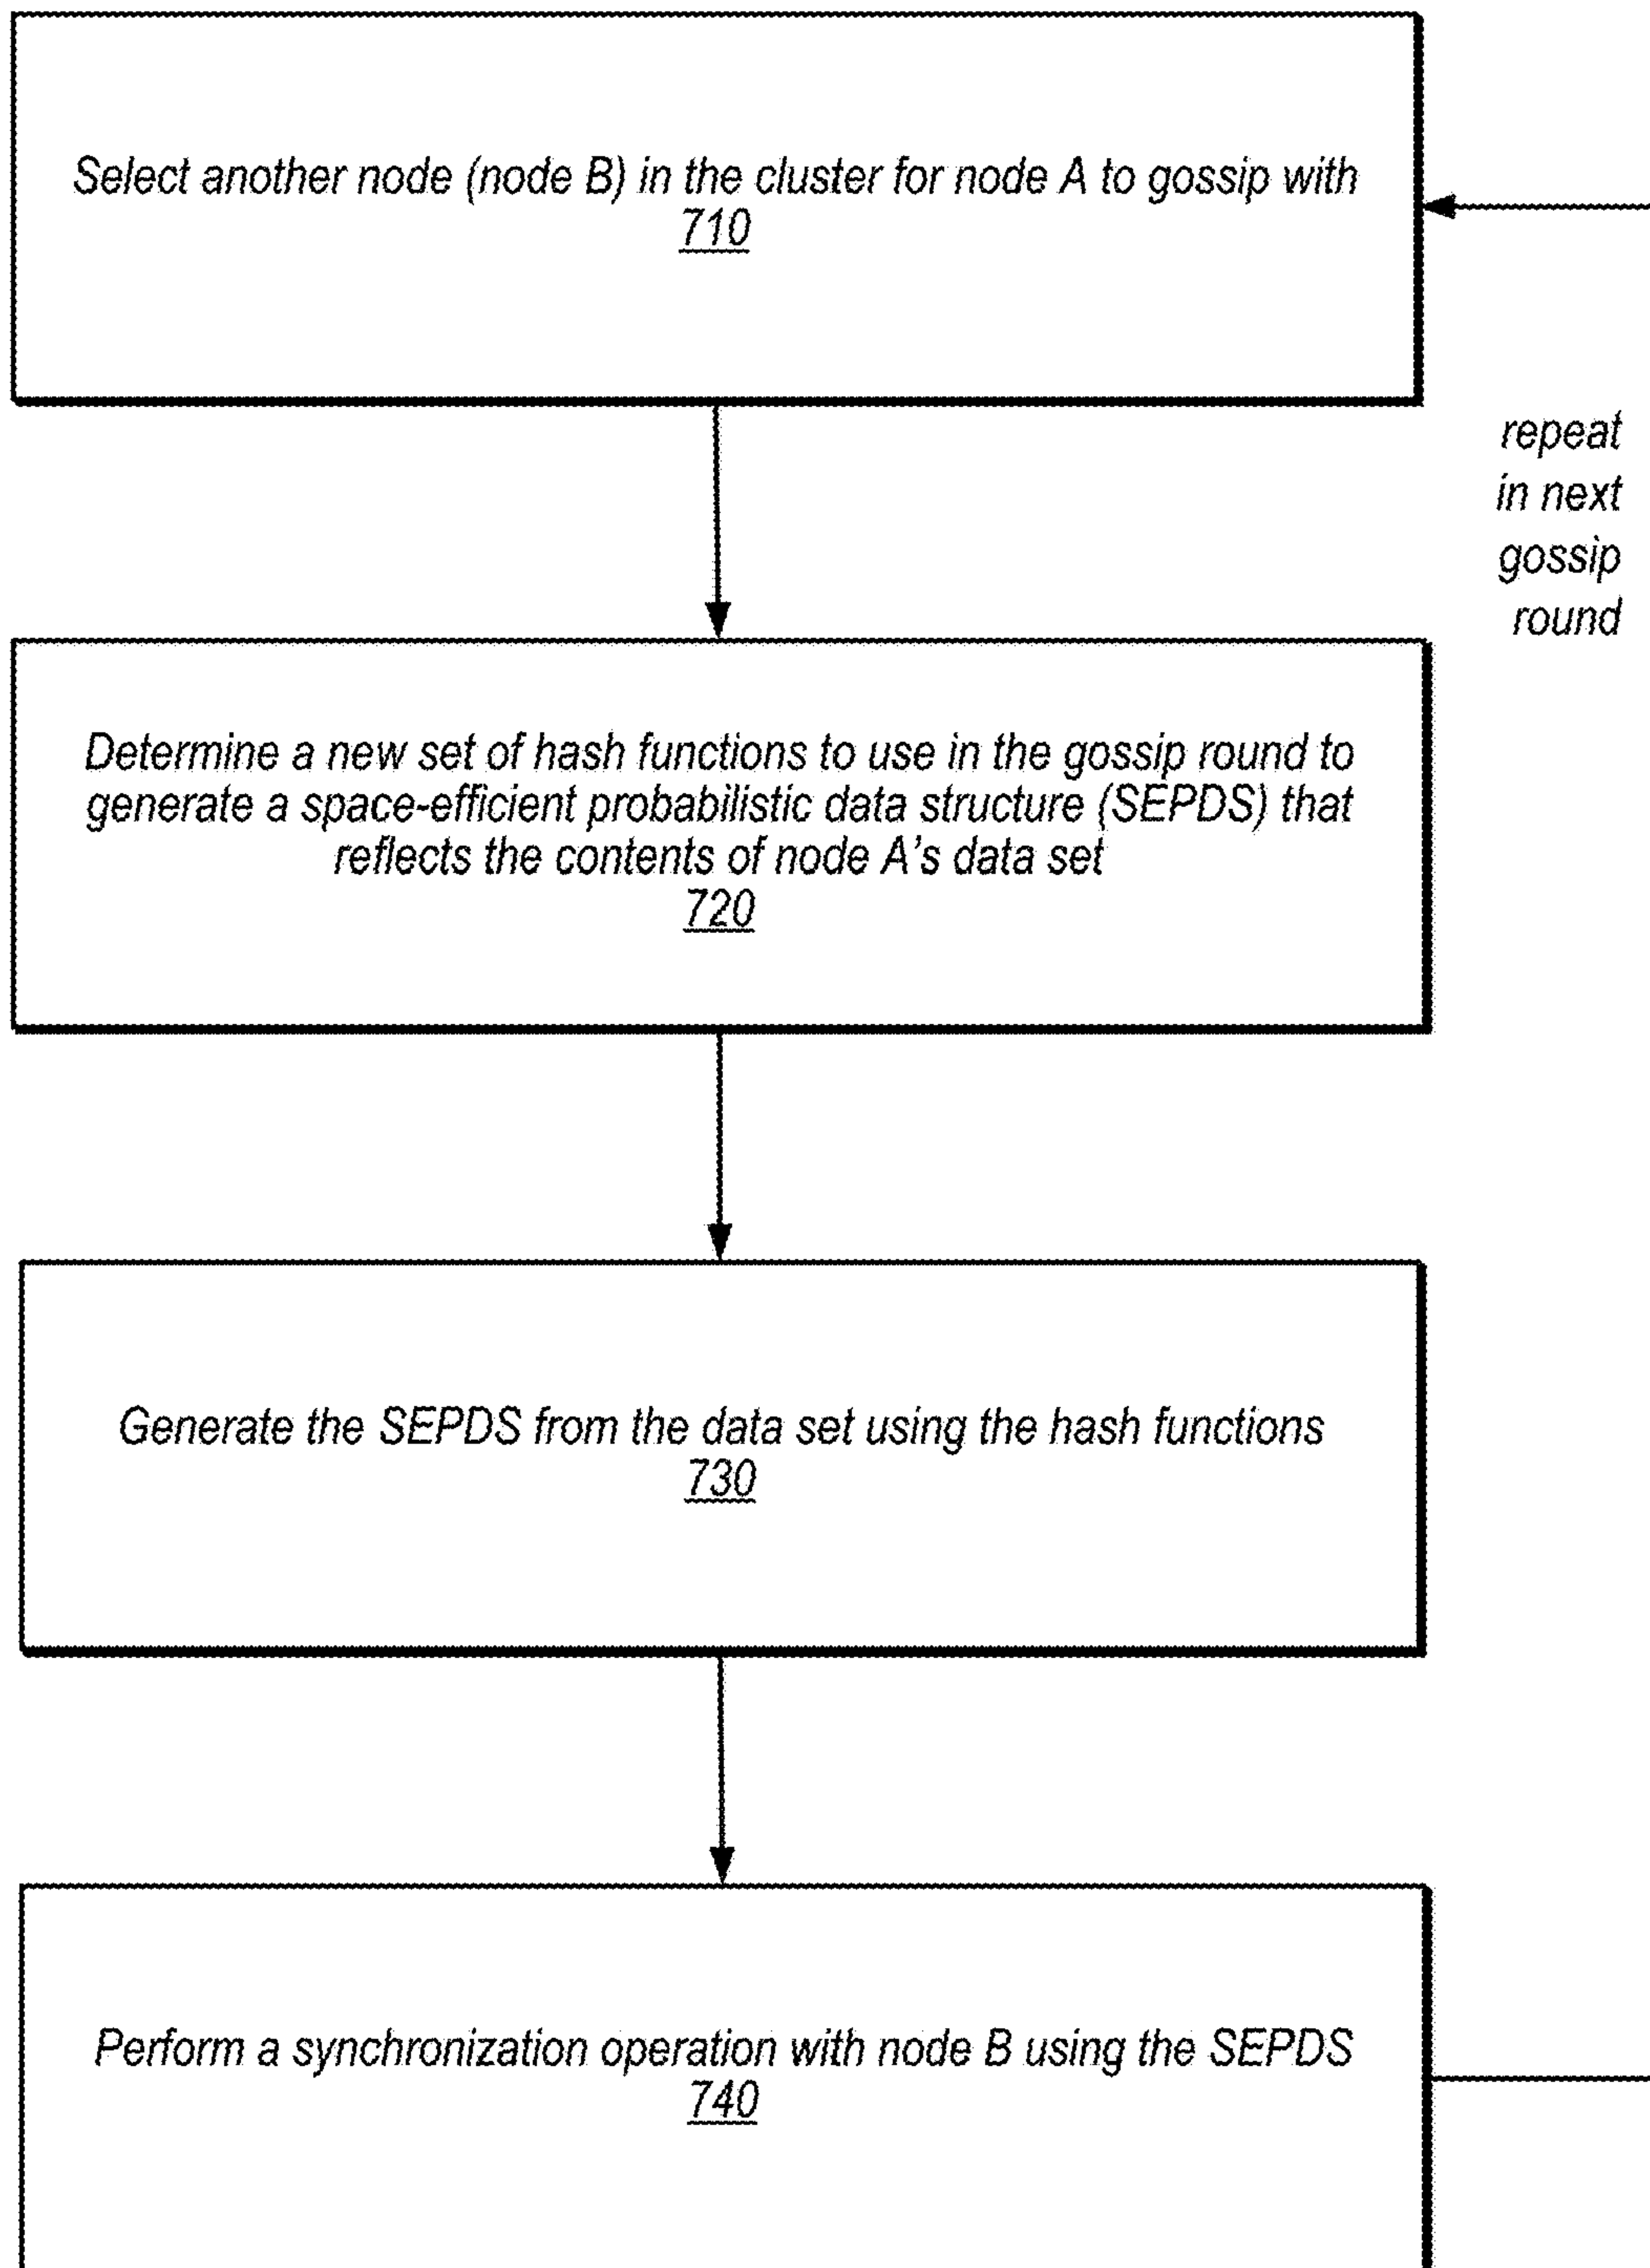 Select another node (node B) in the cluster for node A to gossip with
710
repeat
in next
gossip
round
Determine a new set of hash functions to use in the gossip round to
generate a space-efficient probabilistic data structure (SEPDS) that
reflects the contents of node A's data set
720
Generate the SEPDS from the data set using the hash functions
730
Perform a synchronization operation with node B using the SEPDS
740